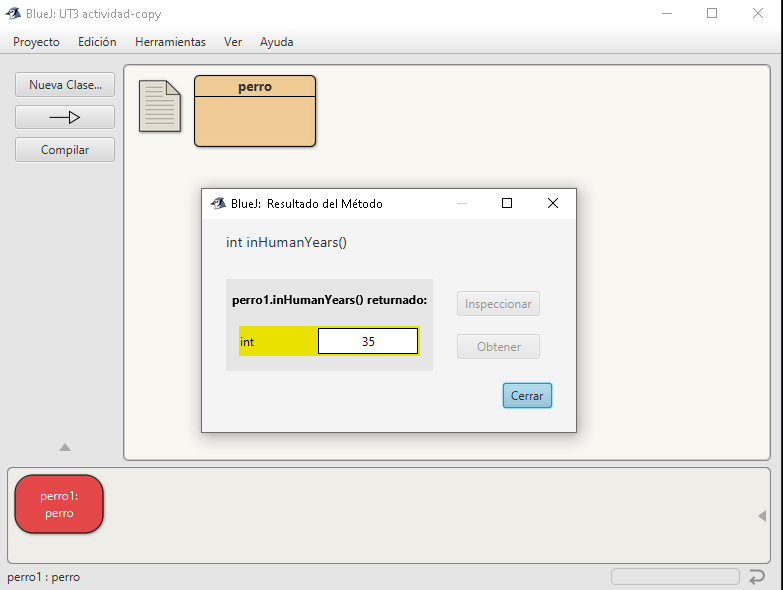 BlueJ: UT3 actividad-copy
Proyecto Edición Herramientas Ver Ayuda
Nueva Clase...
Compilar
perro
BlueJ: Resultado del Método
int inHumanYears()
perro1.inHumanYears() returnado:
int 35
Inspeccionar
Obtener
Cerrar
perro1:
perro
perro1 : perro